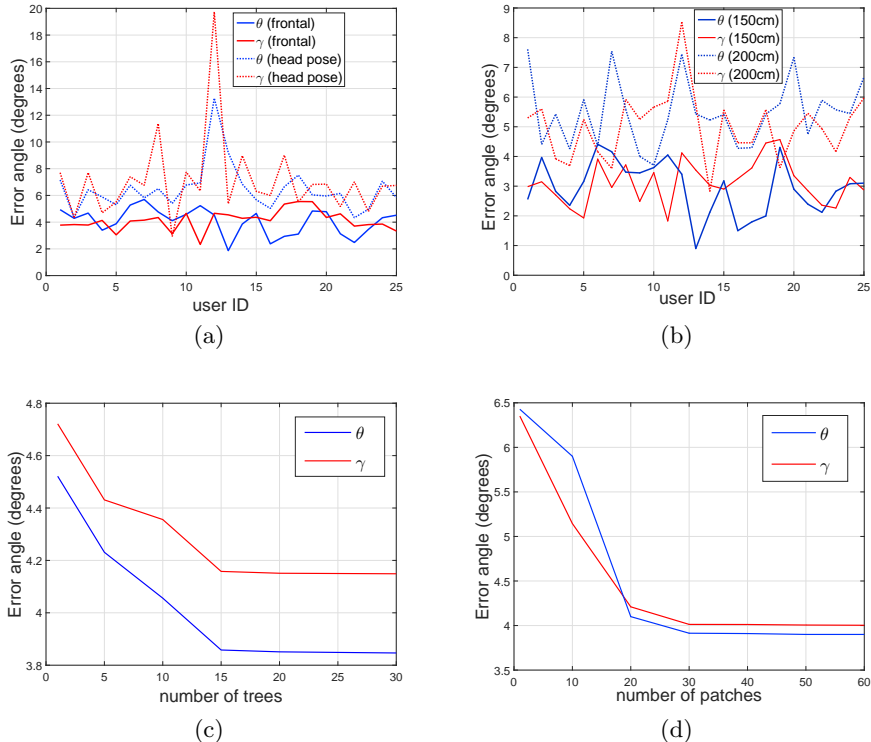 20
18
16
14
12
10
8
6
4
2
0
Error angle (degrees)
θ (frontal)
γ (frontal)
θ (head pose)
γ (head pose)
0 5 10 15 20 25
user ID
(a)
9
8
7
6
5
4
3
2
1
0
Error angle (degrees)
θ (150cm)
γ (150cm)
θ (200cm)
γ (200cm)
0 5 10 15 20 25
user ID
(b)
4.8
4.6
4.4
4.2
4
3.8
Error angle (degrees)
θ
γ
0 5 10 15 20 25 30
number of trees
(c)
6.5
6
5.5
5
4.5
4
3.5
Error angle (degrees)
θ
γ
0 10 20 30 40 50 60
number of patches
(d)